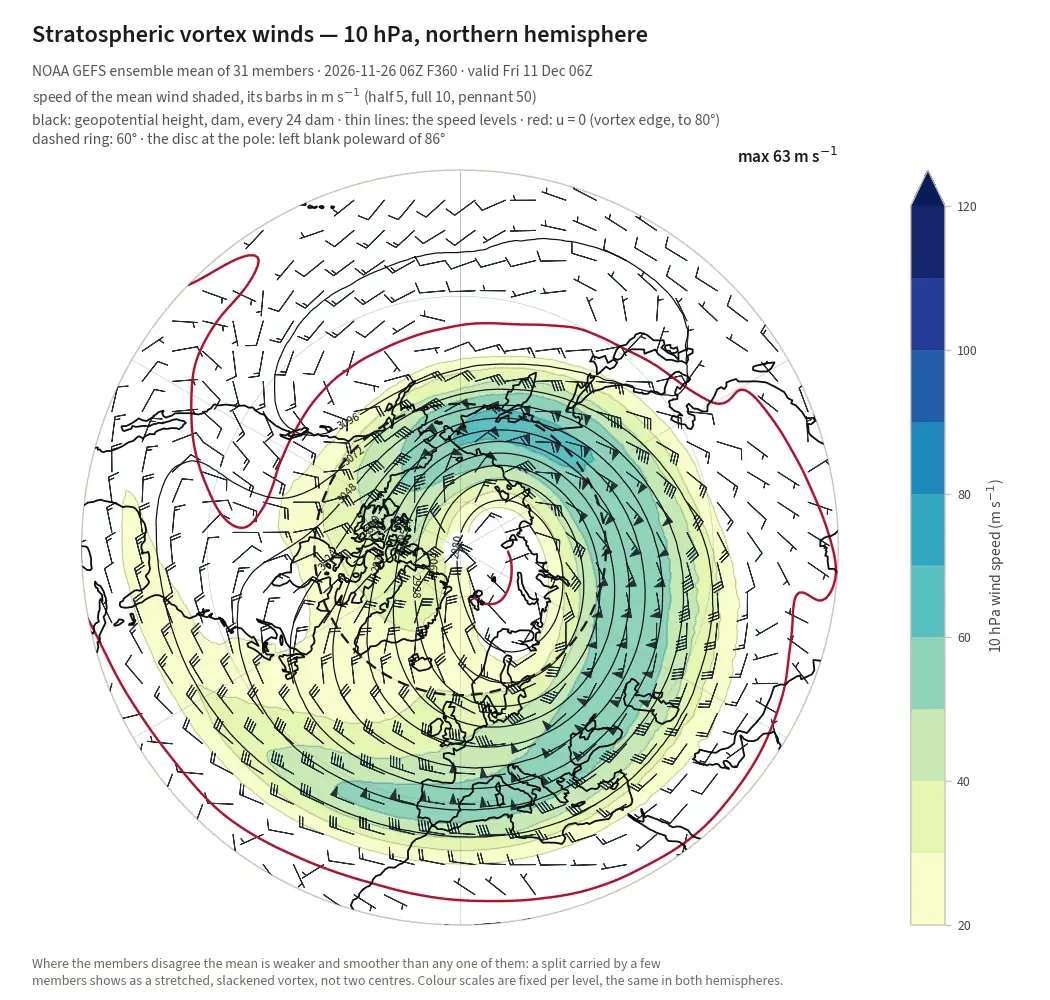 Stratospheric vortex winds — 10 hPa, northern hemisphere
NOAA GEFS ensemble mean of 31 members · 2026-11-26 06Z F360 · valid Fri 11 Dec 06Z
speed of the mean wind shaded, its barbs in m s⁻¹ (half 5, full 10, pennant 50)
black: geopotential height, dam, every 24 dam · thin lines: the speed levels · red: u = 0 (vortex edge, to 80°)
dashed ring: 60° · the disc at the pole: left blank poleward of 86°
max 63 m s⁻¹
120
100
80
60
40
20
10 hPa wind speed (m s⁻¹)
3096
Where the members disagree the mean is weaker and smoother than any one of them: a split carried by a few
members shows as a stretched, slackened vortex, not two centres. Colour scales are fixed per level, the same in both hemispheres.